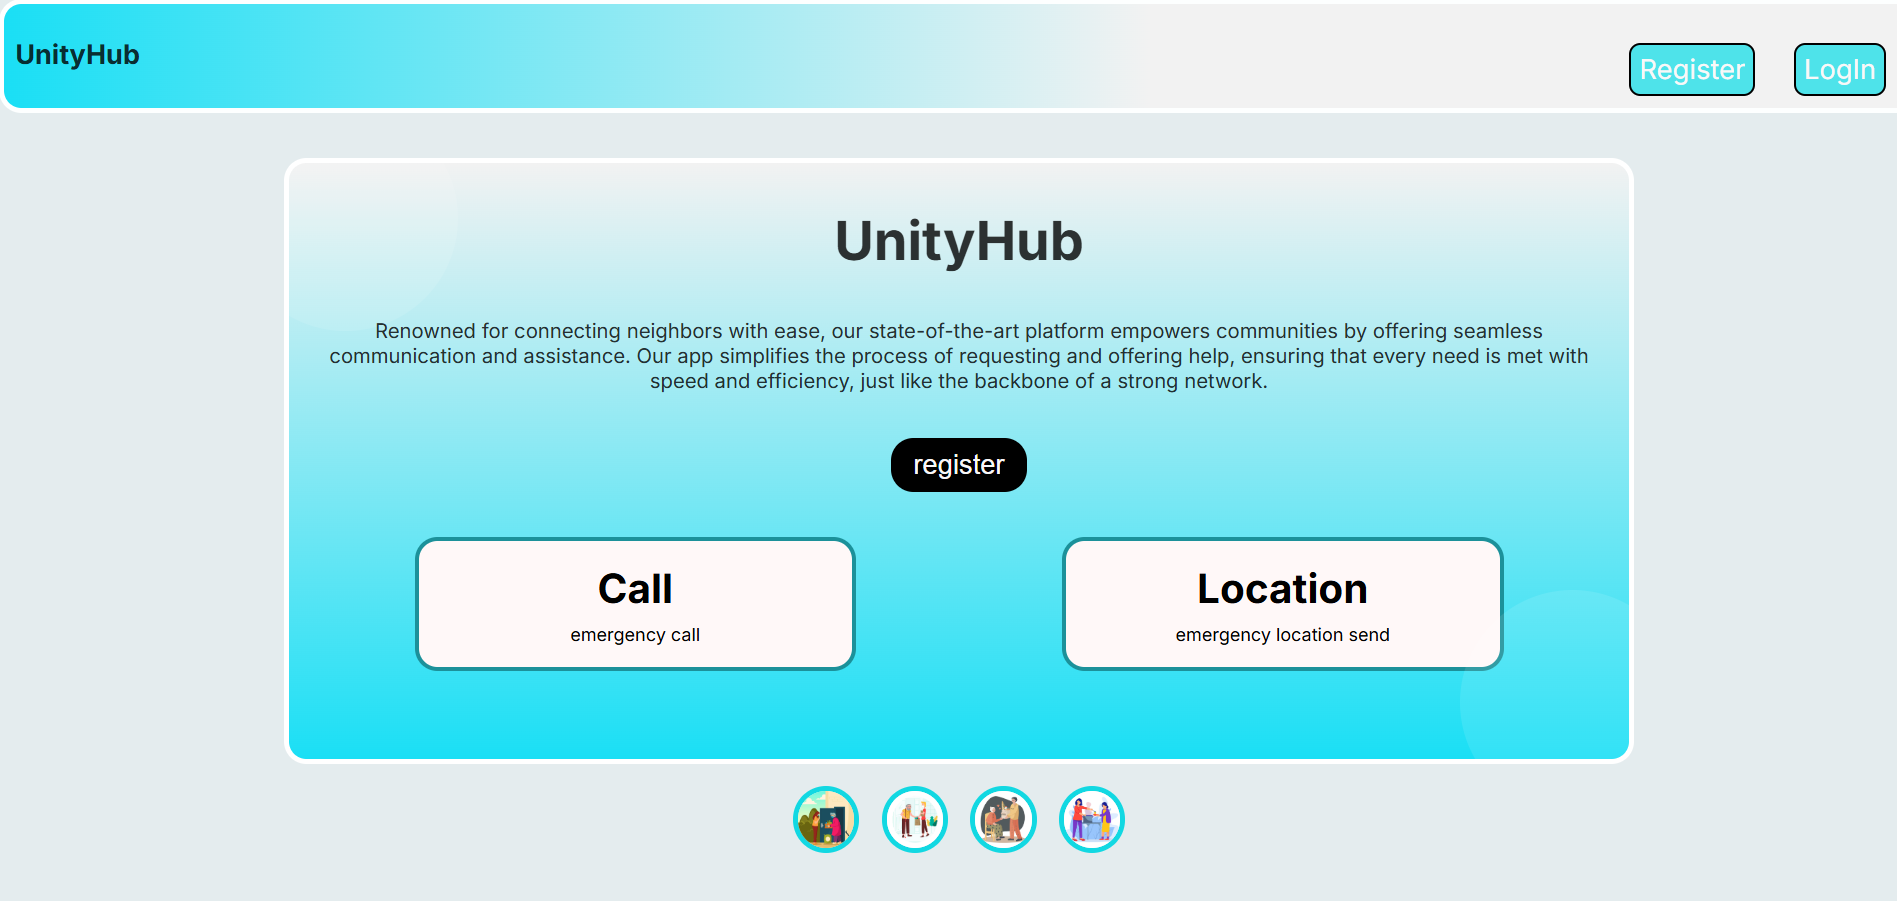 UnityHub
Register
LogIn
UnityHub
Renowned for connecting neighbors with ease, our state-of-the-art platform empowers communities by offering seamless
communication and assistance. Our app simplifies the process of requesting and offering help, ensuring that every need is met with
speed and efficiency, just like the backbone of a strong network.
register
Call
emergency call
Location
emergency location send